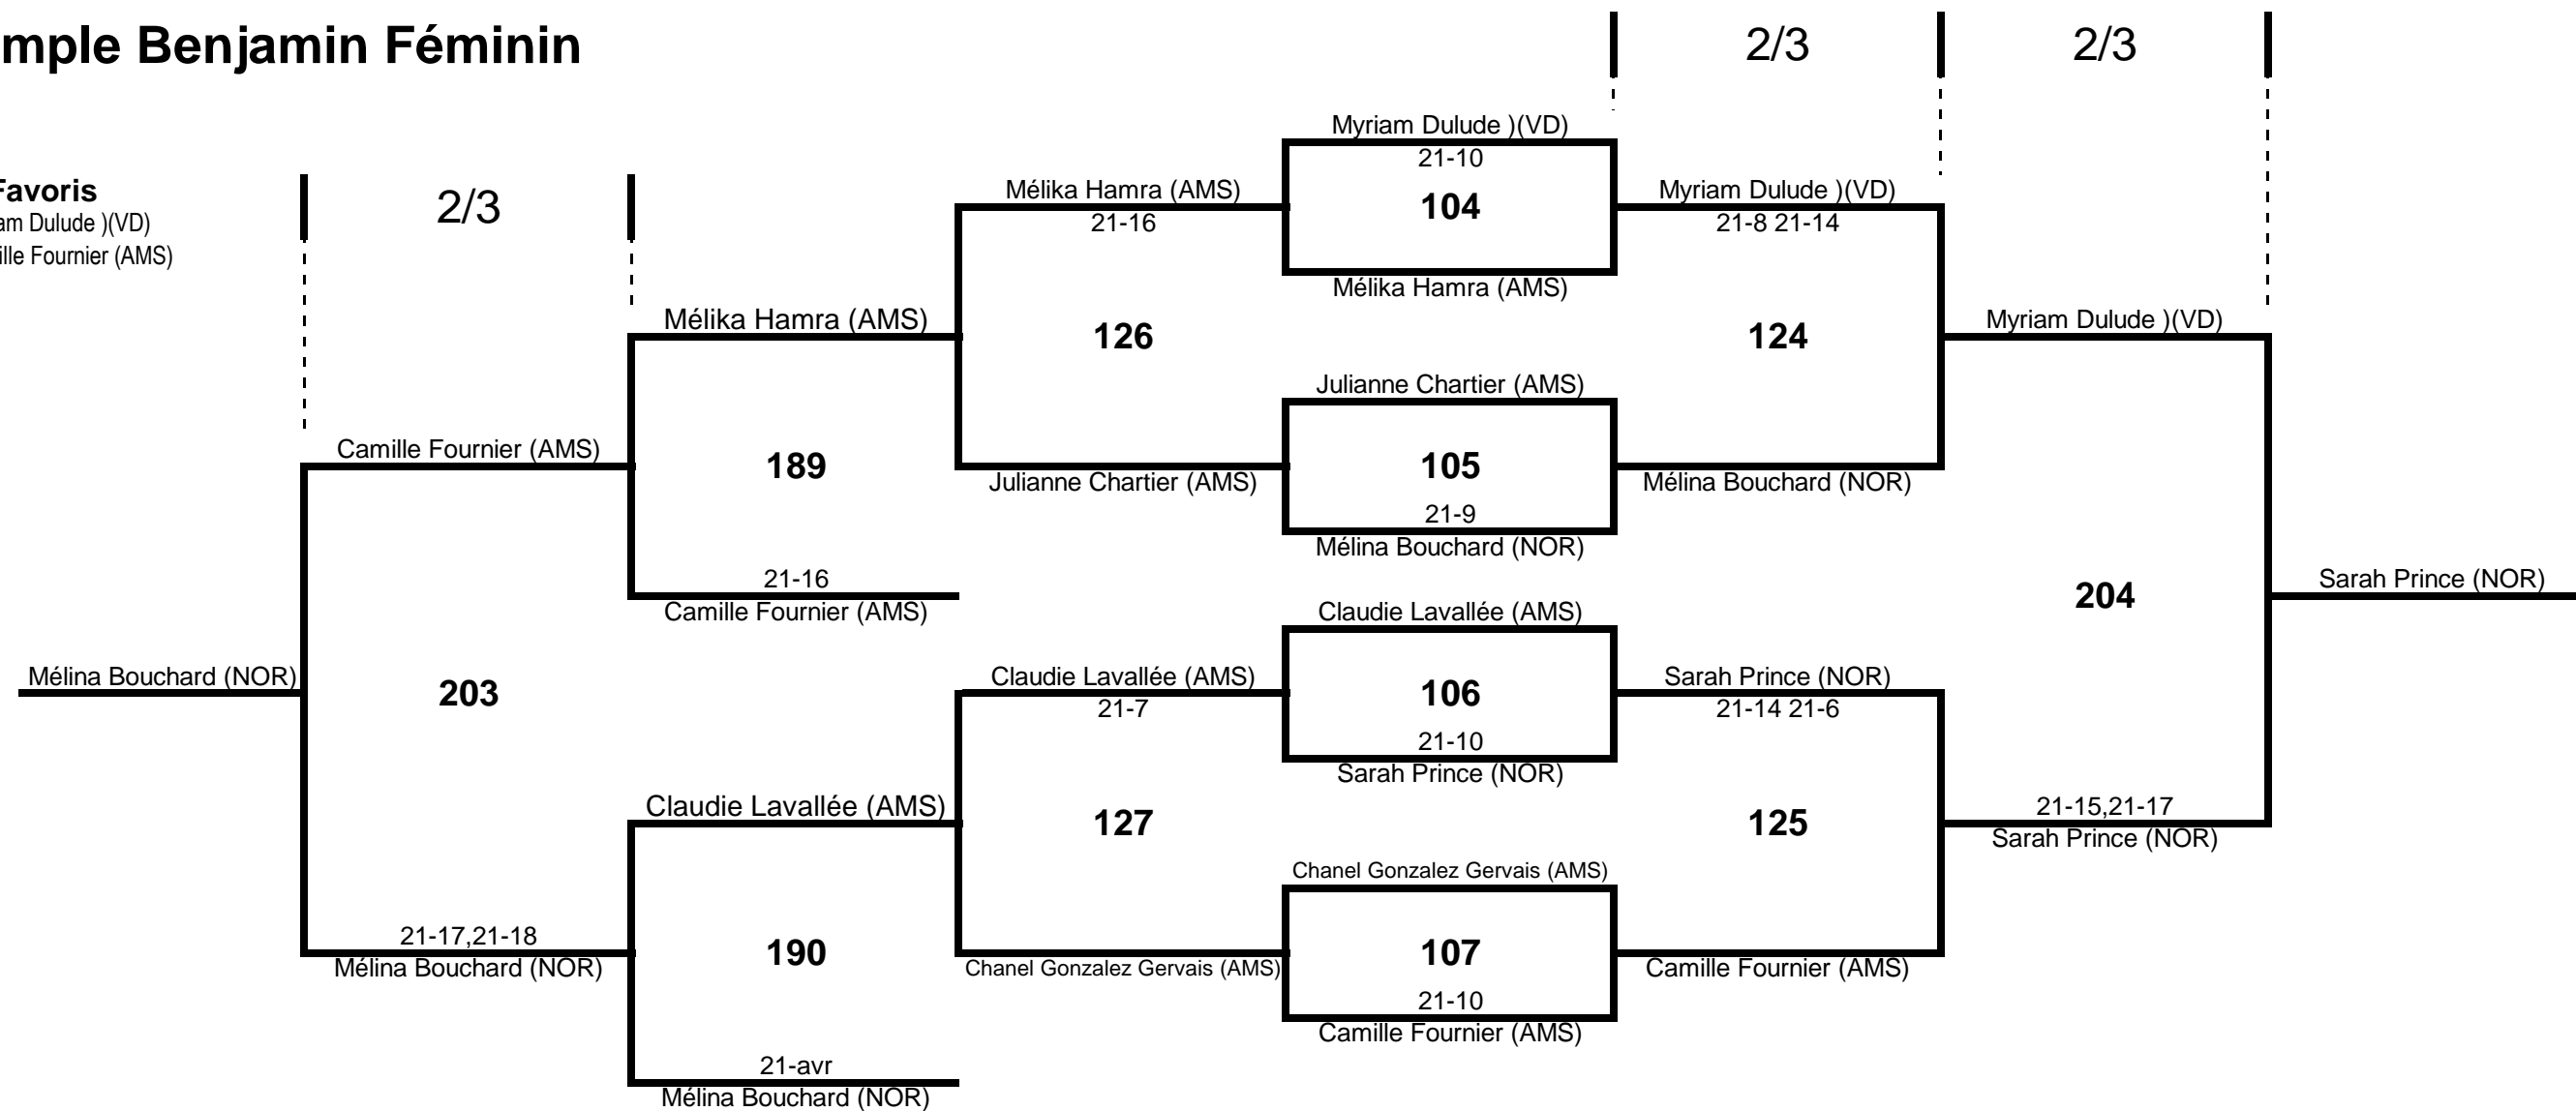 mple Benjamin Féminin
2/3
2/3
Favoris
am Dulude )(VD)
ille Fournier (AMS)
2/3
Myriam Dulude )(VD)
21-10
Mélika Hamra (AMS)
21-16
104
Myriam Dulude )(VD)
21-8 21-14
Mélika Hamra (AMS)
Mélika Hamra (AMS)
126
124
Myriam Dulude )(VD)
Julianne Chartier (AMS)
Camille Fournier (AMS)
189
Julianne Chartier (AMS)
105
Mélina Bouchard (NOR)
21-9
Mélina Bouchard (NOR)
21-16
Camille Fournier (AMS)
Claudie Lavallée (AMS)
204
Sarah Prince (NOR)
Mélina Bouchard (NOR)
203
Claudie Lavallée (AMS)
21-7
106
Sarah Prince (NOR)
21-14 21-6
21-10
Sarah Prince (NOR)
Claudie Lavallée (AMS)
127
125
21-15,21-17
Sarah Prince (NOR)
Chanel Gonzalez Gervais (AMS)
21-17,21-18
Mélina Bouchard (NOR)
190
Chanel Gonzalez Gervais (AMS)
107
Camille Fournier (AMS)
21-10
Camille Fournier (AMS)
21-avr
Mélina Bouchard (NOR)